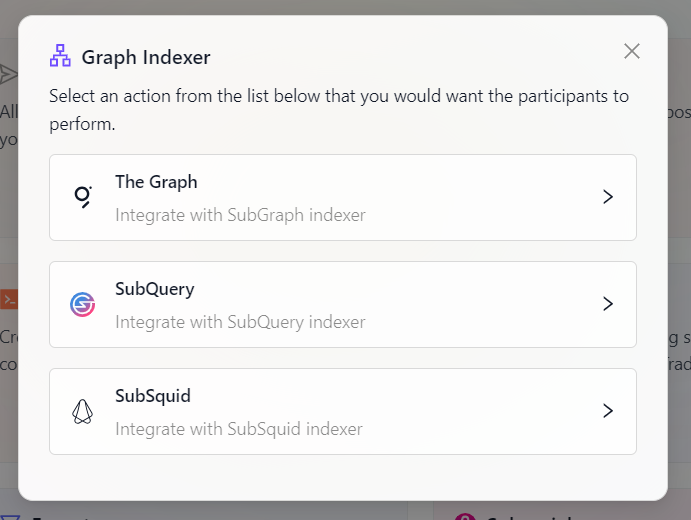 Graph Indexer
Select an action from the list below that you would want the participants to
perform.
The Graph
Integrate with SubGraph indexer
SubQuery
Integrate with SubQuery indexer
SubSquid
Integrate with SubSquid indexer